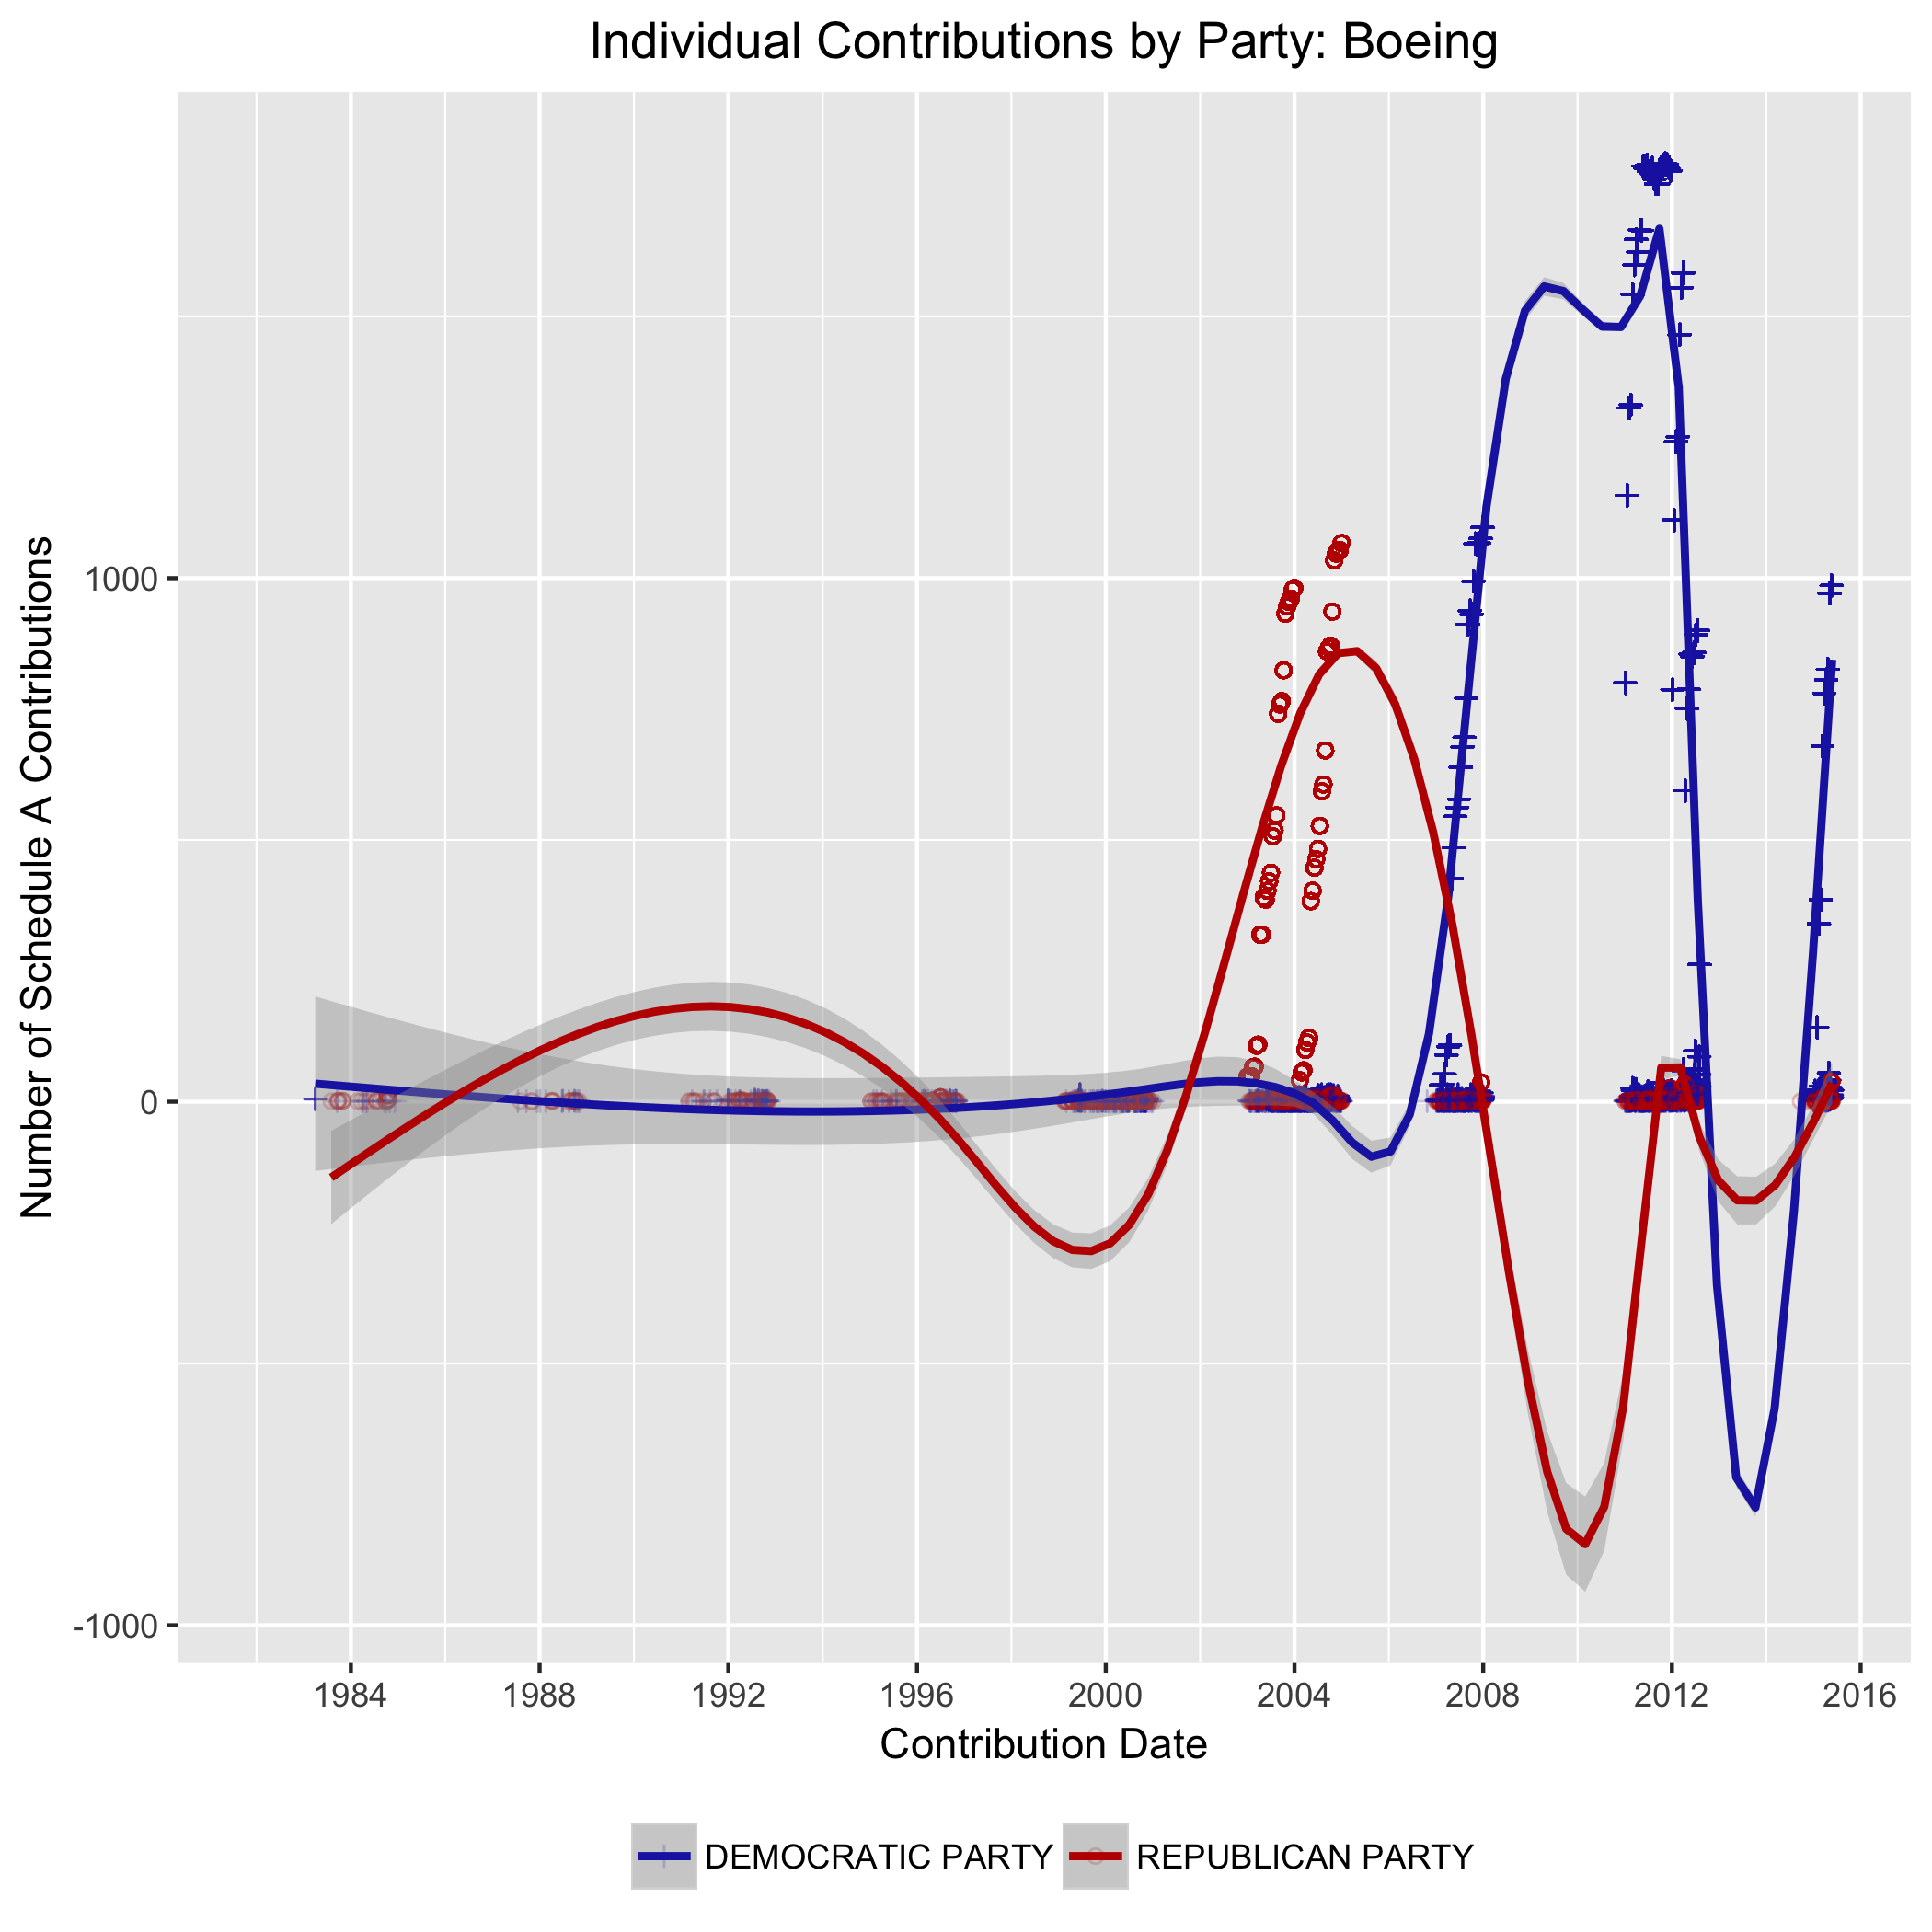 Individual Contributions by Party: Boeing
Number of Schedule A Contributions
1000
0
-1000
1984 1988 1992 1996 2000 2004 2008 2012 2016
Contribution Date
DEMOCRATIC PARTY REPUBLICAN PARTY